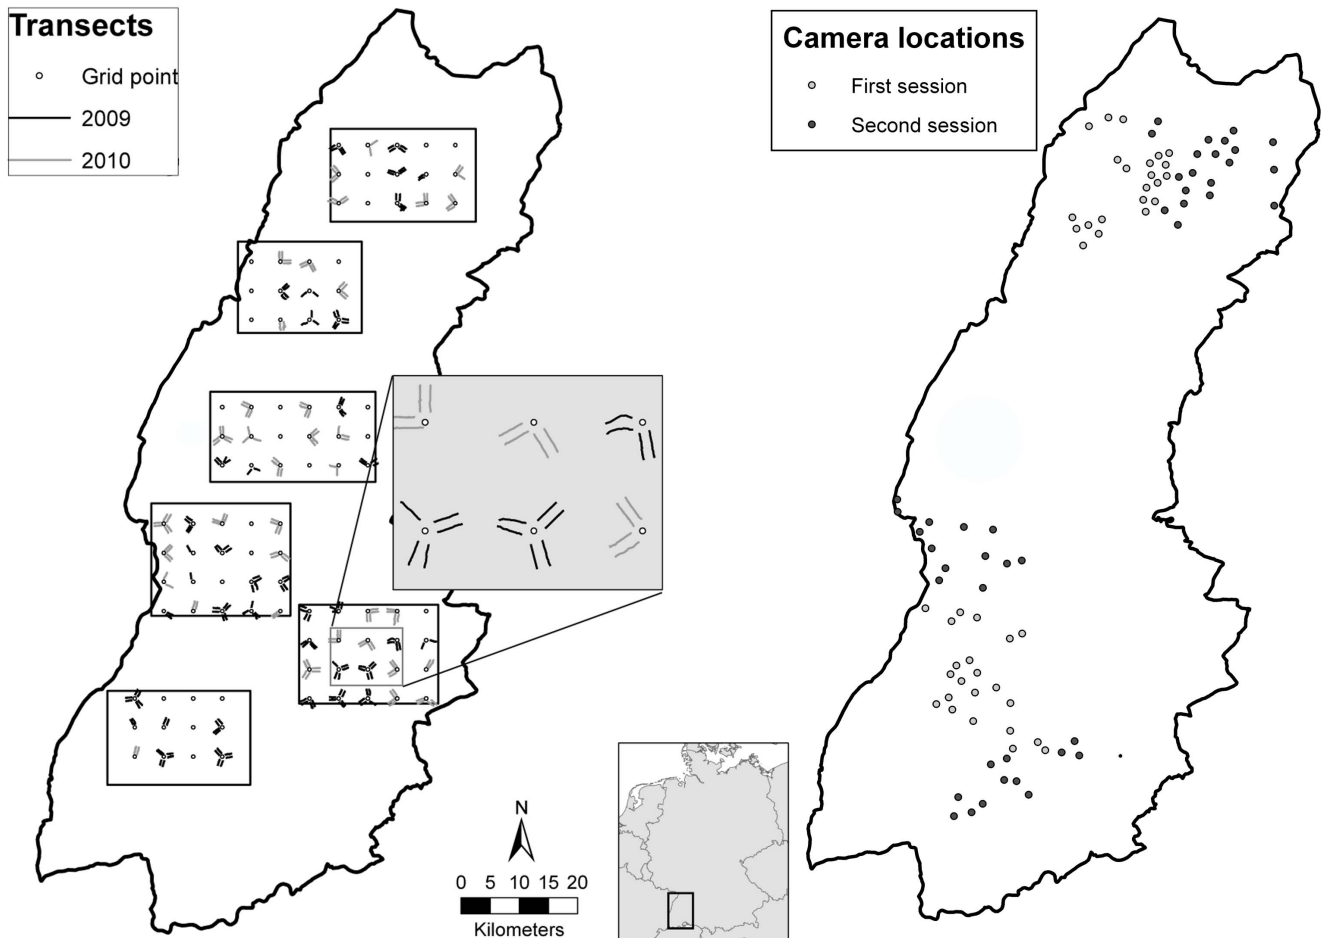 Transects
Grid point
2009
2010
Camera locations
First session
Second session
N
0 5 10 15 20
Kilometers